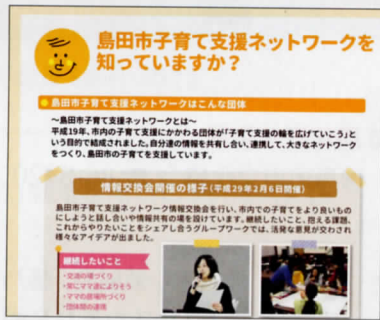 島田市子育て支援ネットワークを
知っていますか?
島田市子育て支援ネットワークはこんな団体
〜島田市子育て支援ネットワークとは〜
平成19年、市内の子育て支援にかかわる団体が「子育て支援の輪を広げていこう」と
いう目的で結成されました。自分達の情報を共有し合い、連携して、大きなネットワーク
をつくり、島田市の子育てを支援しています。
情報交換会開催の様子(平成29年2月6日開催)
島田市子育て支援ネットワーク情報交換会を行い、市内での子育てをより良いもの
にしようと話し合いや情報共有の場を設けています。継続したいこと、抱える課題、
これからやりたいことをシェアし合うグループワークでは、活発な意見が交わされ
様々なアイデアが出ました。
継続したいこと
・交流の場づくり
・常にママ達によりそう
・ママの居場所づくり
・団体間の連携